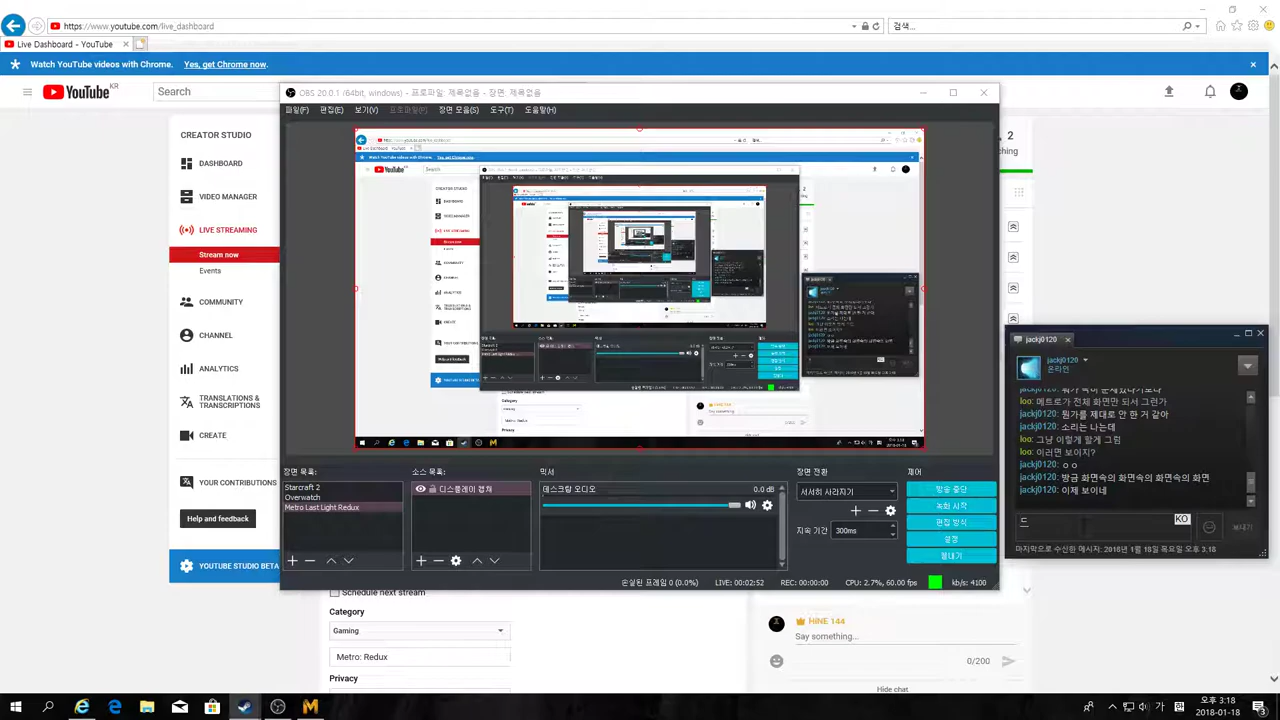 https://www.youtube.com/live_dashboard
검색...
Live Dashboard - YouTube
Watch YouTube videos with Chrome. Yes, get Chrome now.
YouTube KR
Search
CREATOR STUDIO
DASHBOARD
VIDEO MANAGER
LIVE STREAMING
Stream now
Events
COMMUNITY
CHANNEL
ANALYTICS
TRANSLATIONS &
TRANSCRIPTIONS
CREATE
YOUR CONTRIBUTIONS
Help and feedback
YOUTUBE STUDIO BETA
OBS 20.0.1 (64bit, windows) - 프로파일: 제목없음 - 장면: 제목없음
파일(F) 편집(E) 보기(V) 프로파일(P) 장면 모음(S) 도구(T) 도움말(H)
2
장면 목록:
Starcraft 2
Overwatch
Metro Last Light Redux
소스 목록:
디스플레이 캡쳐
믹서
데스크탑 오디오 0.0 dB
장면 전환
서서히 사라지기
지속 기간 300ms
제어
방송 중단
녹화 시작
편집 방식
설정
끝내기
손실된 프레임 0 (0.0%) LIVE: 00:02:52 REC: 00:00:00 CPU: 2.7%, 60.00 fps kb/s: 4100
jackj0120
jackj0120
온라인
loo: 메트로가 전체 화면만 되서 그런가
jackj0120: 뭔가를 제대로 안 한 거 같아
jackj0120: 소리는 나는데
loo: 그냥 이렇게 할게 그럼
loo: 이러면 보이지?
jackj0120: ㅇㅇ
jackj0120: 방금 화면속의 화면속의 화면속의 화면
jackj0120: 이제 보이네
드
KO
보내기
마지막으로 수신한 메시지: 2018년 1월 18일 목요일 오후 3:18
Schedule next stream
Category
Gaming
Metro: Redux
Privacy
HiNE 144
Say something...
0/200
Hide chat
가
오후 3:18
2018-01-18
3